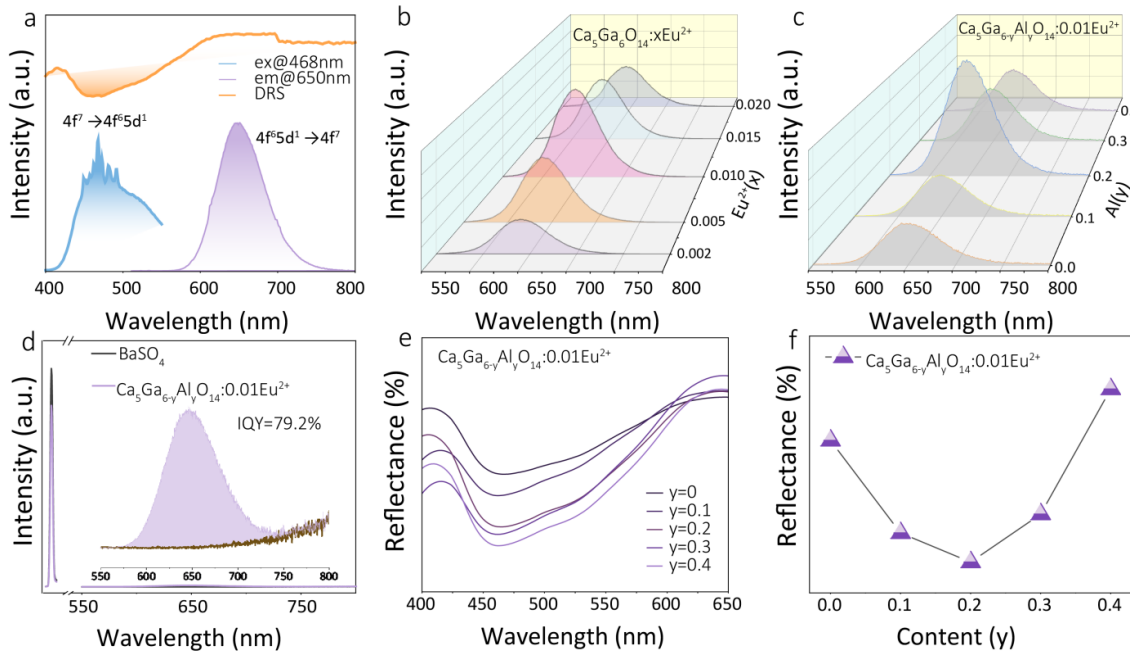 a
Intensity (a.u.)
ex@468nm
em@650nm
DRS
4f⁷ →4f⁶5d¹
4f⁶5d¹ →4f⁷
400 500 600 700 800
Wavelength (nm)
b
Intensity (a.u.)
Ca₅Ga₆O₁₄:xEu²⁺
0.020
0.015
0.010
0.005
0.002
Eu²⁺(x)
550 600 650 700 750 800
Wavelength (nm)
c
Intensity (a.u.)
Ca₅Ga₆₋ᵧAlᵧO₁₄:0.01Eu²⁺
0
0.3
0.2
0.1
0.0
Al(y)
550 600 650 700 750 800
Wavelength (nm)
d
Intensity (a.u.)
BaSO₄
Ca₅Ga₆₋ᵧAlᵧO₁₄:0.01Eu²⁺
IQY=79.2%
550 600 650 700 750 800
550 650 750
Wavelength (nm)
e
Reflectance (%)
Ca₅Ga₆₋ᵧAlᵧO₁₄:0.01Eu²⁺
y=0
y=0.1
y=0.2
y=0.3
y=0.4
400 450 500 550 600 650
Wavelength (nm)
f
Reflectance (%)
Ca₅Ga₆₋ᵧAlᵧO₁₄:0.01Eu²⁺
0.0 0.1 0.2 0.3 0.4
Content (y)